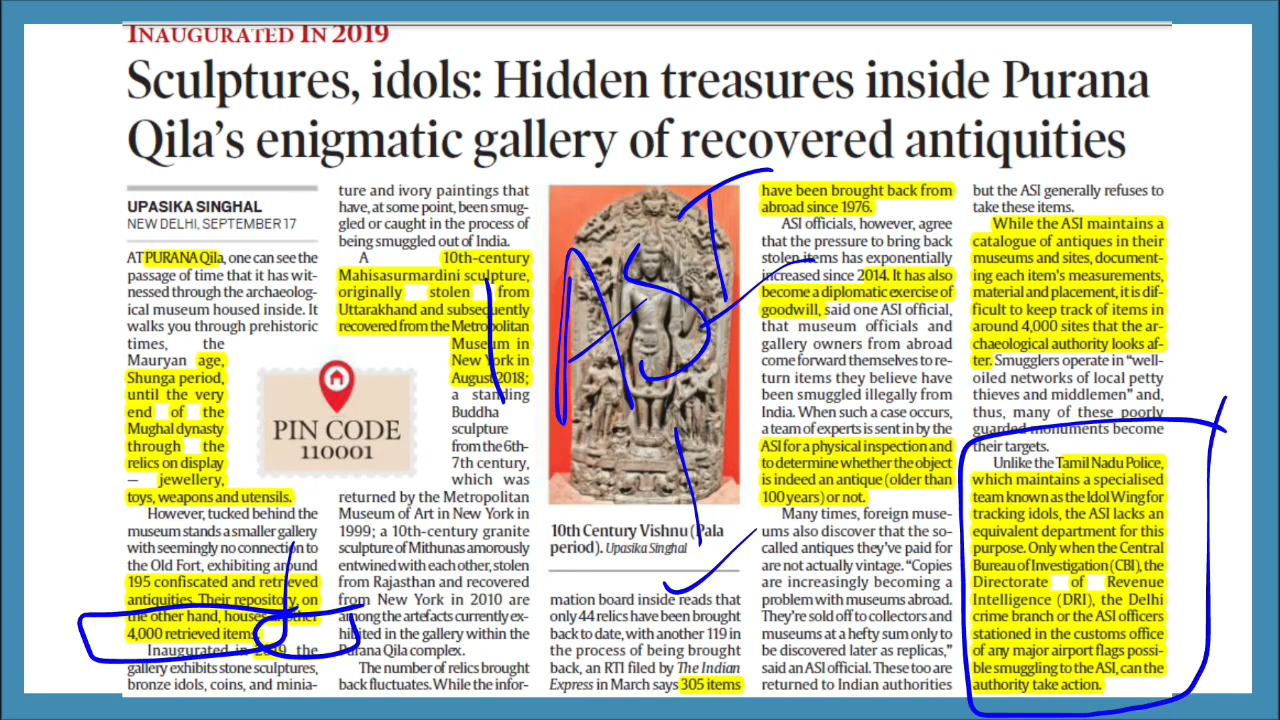 INAUGURATED IN 2019
Sculptures, idols: Hidden treasures inside Purana
Qila's enigmatic gallery of recovered antiquities
UPASIKA SINGHAL
NEW DELHI, SEPTEMBER 17
AT PURANA Qila, one can see the
passage of time that it has wit-
nessed through the archaeolog-
ical museum housed inside. It
walks you through prehistoric
times, the
Mauryan age,
Shunga period,
until the very
end of the
Mughal dynasty
through the
relics on display
— jewellery,
toys, weapons and utensils.
However, tucked behind the
museum stands a smaller gallery
with seemingly no connection to
the Old Fort, exhibiting around
195 confiscated and retrieved
antiquities. Their repository, on
the other hand, houses another
4,000 retrieved items.
Inaugurated in 2019, the
gallery exhibits stone sculptures,
bronze idols, coins, and minia-
PIN CODE
110001
ture and ivory paintings that
have, at some point, been smug-
gled or caught in the process of
being smuggled out of India.
A 10th-century
Mahisasurmardini sculpture,
originally stolen from
Uttarakhand and subsequently
recovered from the Metropolitan
Museum in
New York in
August 2018;
a standing
Buddha
sculpture
from the 6th-
7th century,
which was
returned by the Metropolitan
Museum of Art in New York in
1999; a 10th-century granite
sculpture of Mithunas amorously
entwined with each other, stolen
from Rajasthan and recovered
from New York in 2010 are
among the artefacts currently ex-
hibited in the gallery within the
Purana Qila complex.
The number of relics brought
back fluctuates. While the infor-
ASI
10th Century Vishnu (Pala
period). Upasika Singhal
mation board inside reads that
only 44 relics have been brought
back to date, with another 119 in
the process of being brought
back, an RTI filed by The Indian
Express in March says 305 items
have been brought back from
abroad since 1976.
ASI officials, however, agree
that the pressure to bring back
stolen items has exponentially
increased since 2014. It has also
become a diplomatic exercise of
goodwill, said one ASI official,
that museum officials and
gallery owners from abroad
come forward themselves to re-
turn items they believe have
been smuggled illegally from
India. When such a case occurs,
a team of experts is sent in by the
ASI for a physical inspection and
to determine whether the object
is indeed an antique (older than
100 years) or not.
Many times, foreign muse-
ums also discover that the so-
called antiques they've paid for
are not actually vintage. "Copies
are increasingly becoming a
problem with museums abroad.
They're sold off to collectors and
museums at a hefty sum only to
be discovered later as replicas,"
said an ASI official. These too are
returned to Indian authorities
but the ASI generally refuses to
take these items.
While the ASI maintains a
catalogue of antiques in their
museums and sites, document-
ing each item's measurements,
material and placement, it is dif-
ficult to keep track of items in
around 4,000 sites that the ar-
chaeological authority looks af-
ter. Smugglers operate in "well-
oiled networks of local petty
thieves and middlemen" and,
thus, many of these poorly
guarded monuments become
their targets.
Unlike the Tamil Nadu Police,
which maintains a specialised
team known as the Idol Wing for
tracking idols, the ASI lacks an
equivalent department for this
purpose. Only when the Central
Bureau of Investigation (CBI), the
Directorate of Revenue
Intelligence (DRI), the Delhi
crime branch or the ASI officers
stationed in the customs office
of any major airport flags possi-
ble smuggling to the ASI, can the
authority take action.